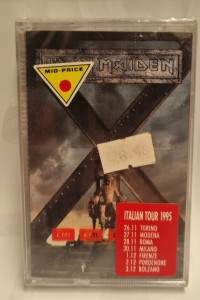 MAIDEN
MID-PRICE
ITALIAN TOUR 1995
26.11 TORINO
27.11 MODENA
28.11 ROMA
30.11 MILANO
1.12 FIRENZE
2.12 PORDENONE
3.12 BOLZANO